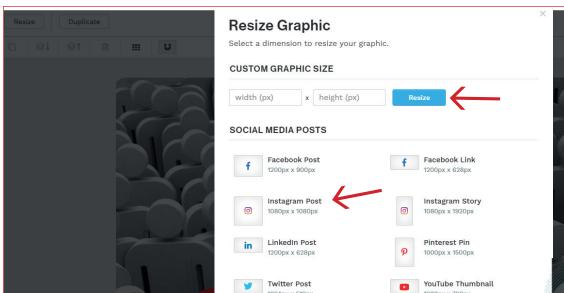 Resize Duplicate
Resize Graphic
Select a dimension to resize your graphic.
CUSTOM GRAPHIC SIZE
width (px) x height (px) Resize
SOCIAL MEDIA POSTS
Facebook Post
1200px x 900px
Facebook Link
1200px x 628px
Instagram Post
1080px x 1080px
Instagram Story
1080px x 1920px
LinkedIn Post
1200px x 628px
Pinterest Pin
1000px x 1500px
Twitter Post
YouTube Thumbnail